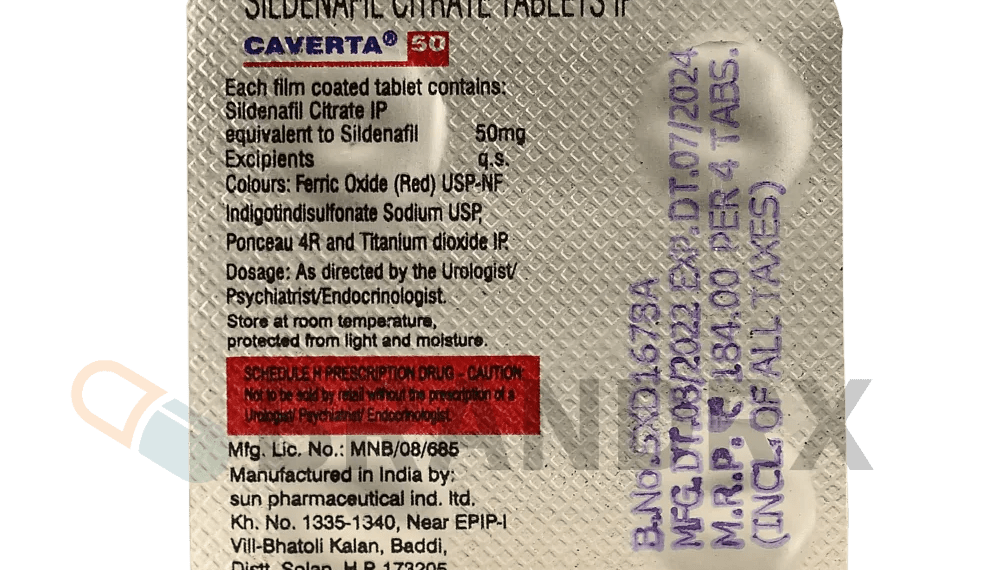 SILDENAFIL CITRATE TABLETS IP
CAVERTA® 50
Each film coated tablet contains:
Sildenafil Citrate IP
equivalent to Sildenafil 50mg
Excipients q.s.
Colours: Ferric Oxide (Red) USP-NF
Indigotindisulfonate Sodium USP,
Ponceau 4R and Titanium dioxide IP.
Dosage: As directed by the Urologist/
Psychiatrist/Endocrinologist.
Store at room temperature,
protected from light and moisture.
SCHEDULE H PRESCRIPTION DRUG – CAUTION:
Not to be sold by retail without the prescription of a
Urologist/ Psychiatrist/ Endocrinologist.
Mfg. Lic. No.: MNB/08/685
Manufactured in India by:
sun pharmaceutical ind. ltd.
Kh. No. 1335-1340, Near EPIP-I
Vill-Bhatoli Kalan, Baddi,
Distt. Solan, H.P. 173205
B.No.GXD1678A
MFG.DT.08/2022 EXP.DT.07/2024
M.R.P. ₹ 184.00 PER 4 TABS.
(INCL. OF ALL TAXES)